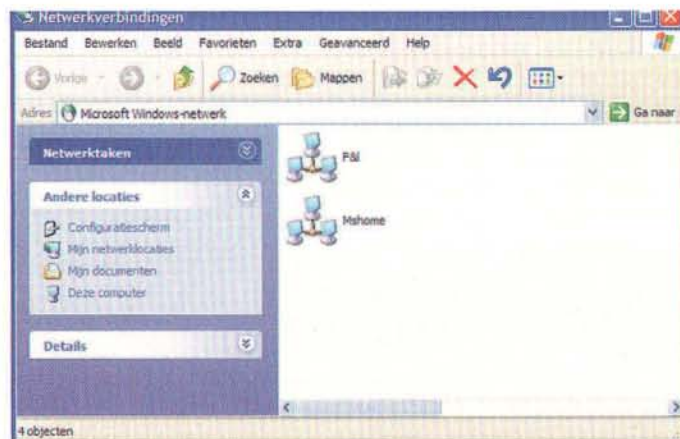 Netwerkverbindingen
Bestand Bewerken Beeld Favorieten Extra Geavanceerd Help
Vorige Zoeken Mappen
Adres Microsoft Windows-netwerk Ga naar
Netwerktaken
Andere locaties
Configuratiescherm
Mijn netwerklocaties
Mijn documenten
Deze computer
Details
P&I
Mshome
4 objecten